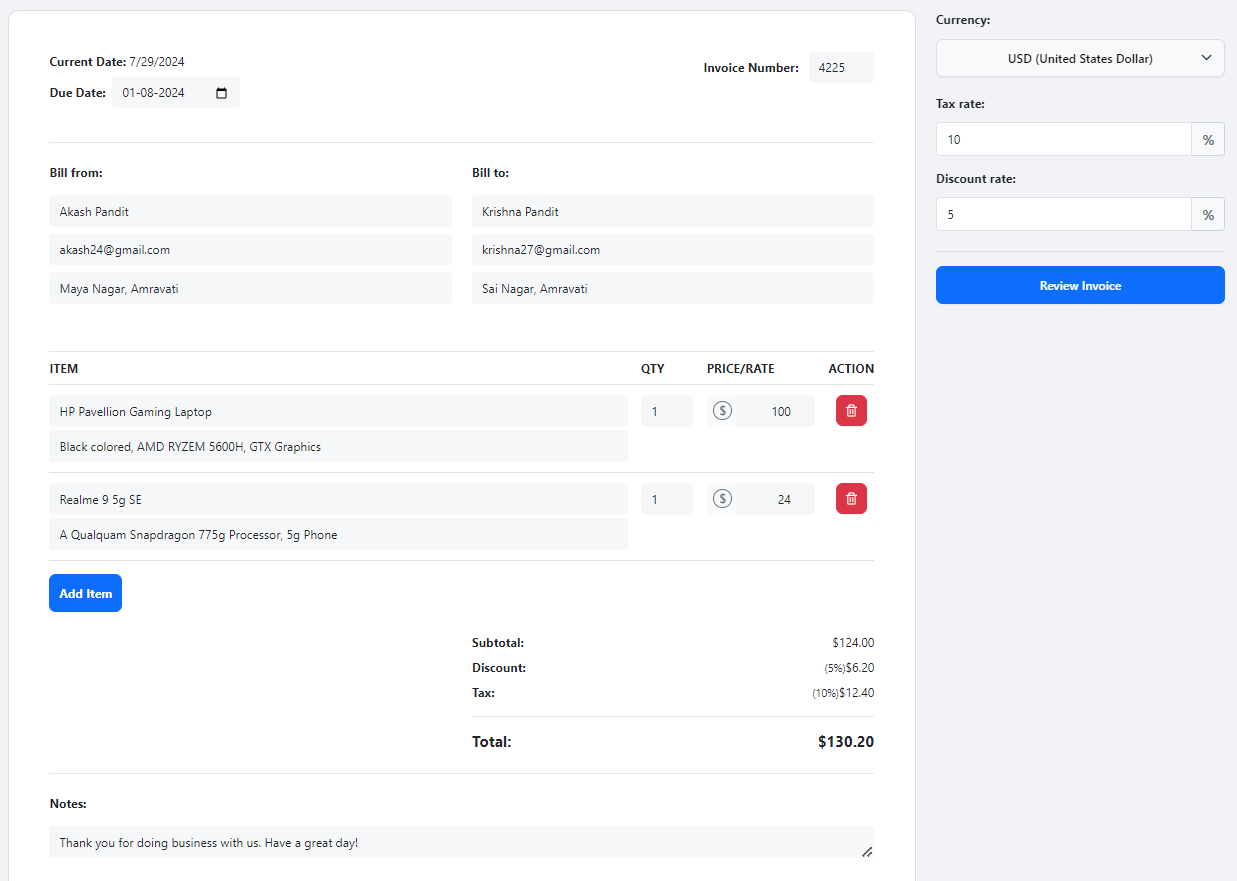 Current Date: 7/29/2024
Invoice Number: 4225
Due Date: 01-08-2024
Bill from:
Akash Pandit
akash24@gmail.com
Maya Nagar, Amravati
Bill to:
Krishna Pandit
krishna27@gmail.com
Sai Nagar, Amravati
ITEM QTY PRICE/RATE ACTION
HP Pavellion Gaming Laptop 1 $ 100
Black colored, AMD RYZEM 5600H, GTX Graphics
Realme 9 5g SE 1 $ 24
A Qualquam Snapdragon 775g Processor, 5g Phone
Add Item
Subtotal: $124.00
Discount: (5%)$6.20
Tax: (10%)$12.40
Total: $130.20
Notes:
Thank you for doing business with us. Have a great day!
Currency:
USD (United States Dollar)
Tax rate:
10 %
Discount rate:
5 %
Review Invoice